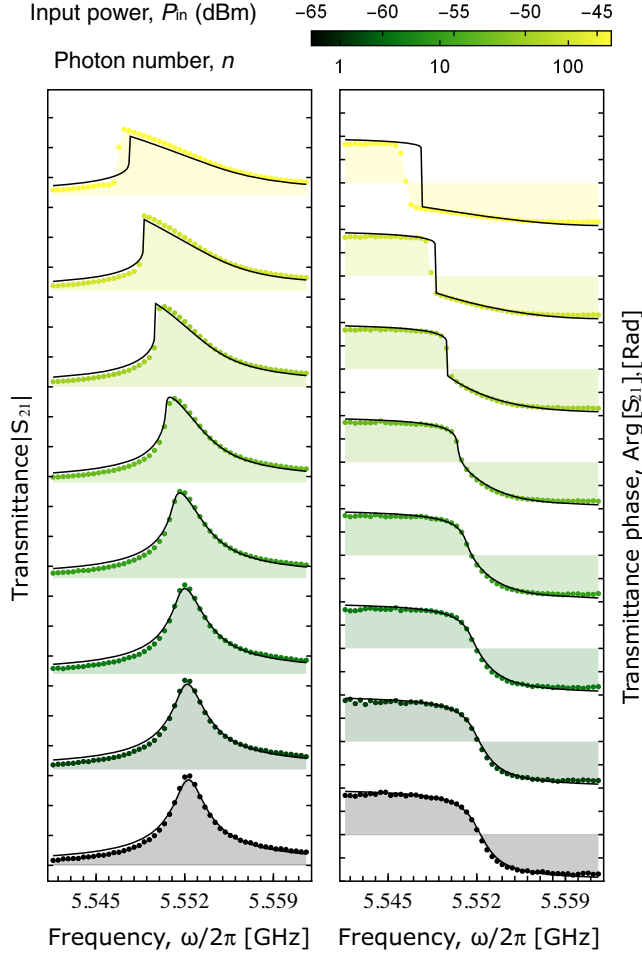 Input power, Pin (dBm)
−65 −60 −55 −50 −45
Photon number, n
1 10 100
Transmittance|S21|
Transmittance phase, Arg[S21],[Rad]
5.545 5.552 5.559
5.545 5.552 5.559
Frequency, ω/2π [GHz]
Frequency, ω/2π [GHz]